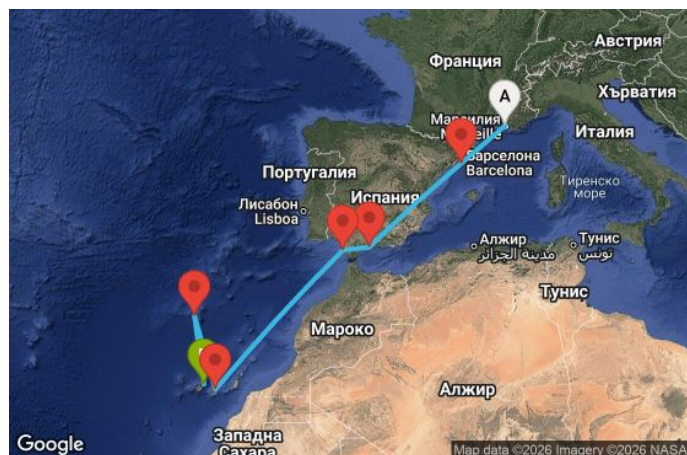 Франция
Австрия
Хърватия
A
Марсилия
Marseille
Италия
Барселона
Barcelona
Тиренско
море
Португалия
Испания
Лисабон
Lisboa
Алжир
مدينة الجزائر
Тунис
تونس
Тунис
Мароко
Алжир
Западна
Сахара
Google
Map data ©2026 Imagery ©2026 NASA